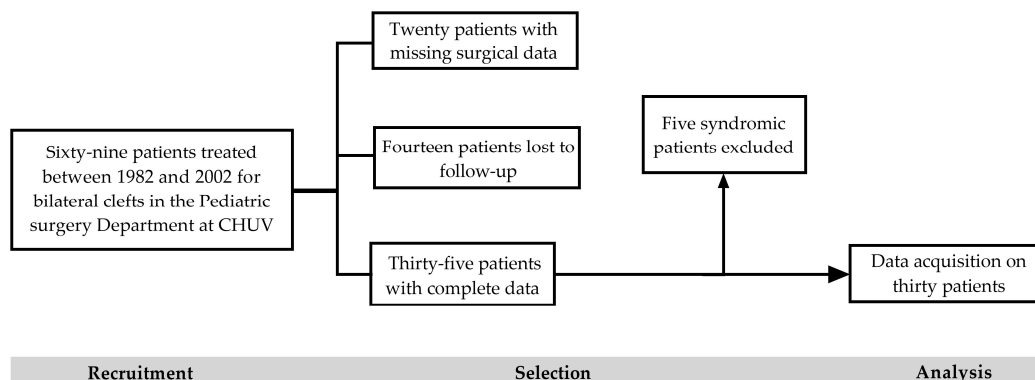 Twenty patients with
missing surgical data
Sixty-nine patients treated
between 1982 and 2002 for
bilateral clefts in the Pediatric
surgery Department at CHUV
Fourteen patients lost to
follow-up
Thirty-five patients
with complete data
Five syndromic
patients excluded
Data acquisition on
thirty patients
Recruitment
Selection
Analysis